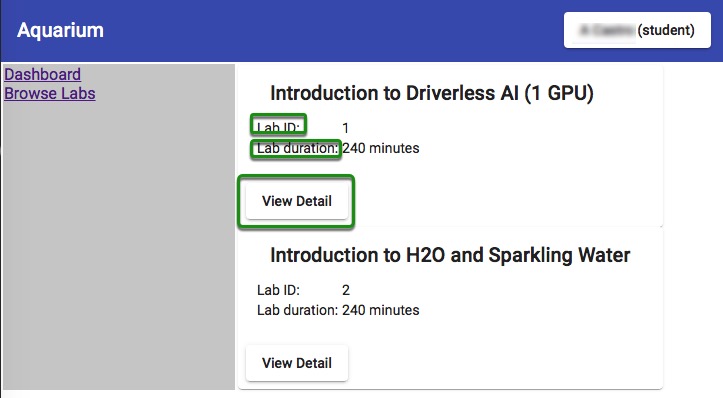 Aquarium
(student)
Dashboard
Browse Labs
Introduction to Driverless AI (1 GPU)
Lab ID: 1
Lab duration: 240 minutes
View Detail
Introduction to H2O and Sparkling Water
Lab ID: 2
Lab duration: 240 minutes
View Detail